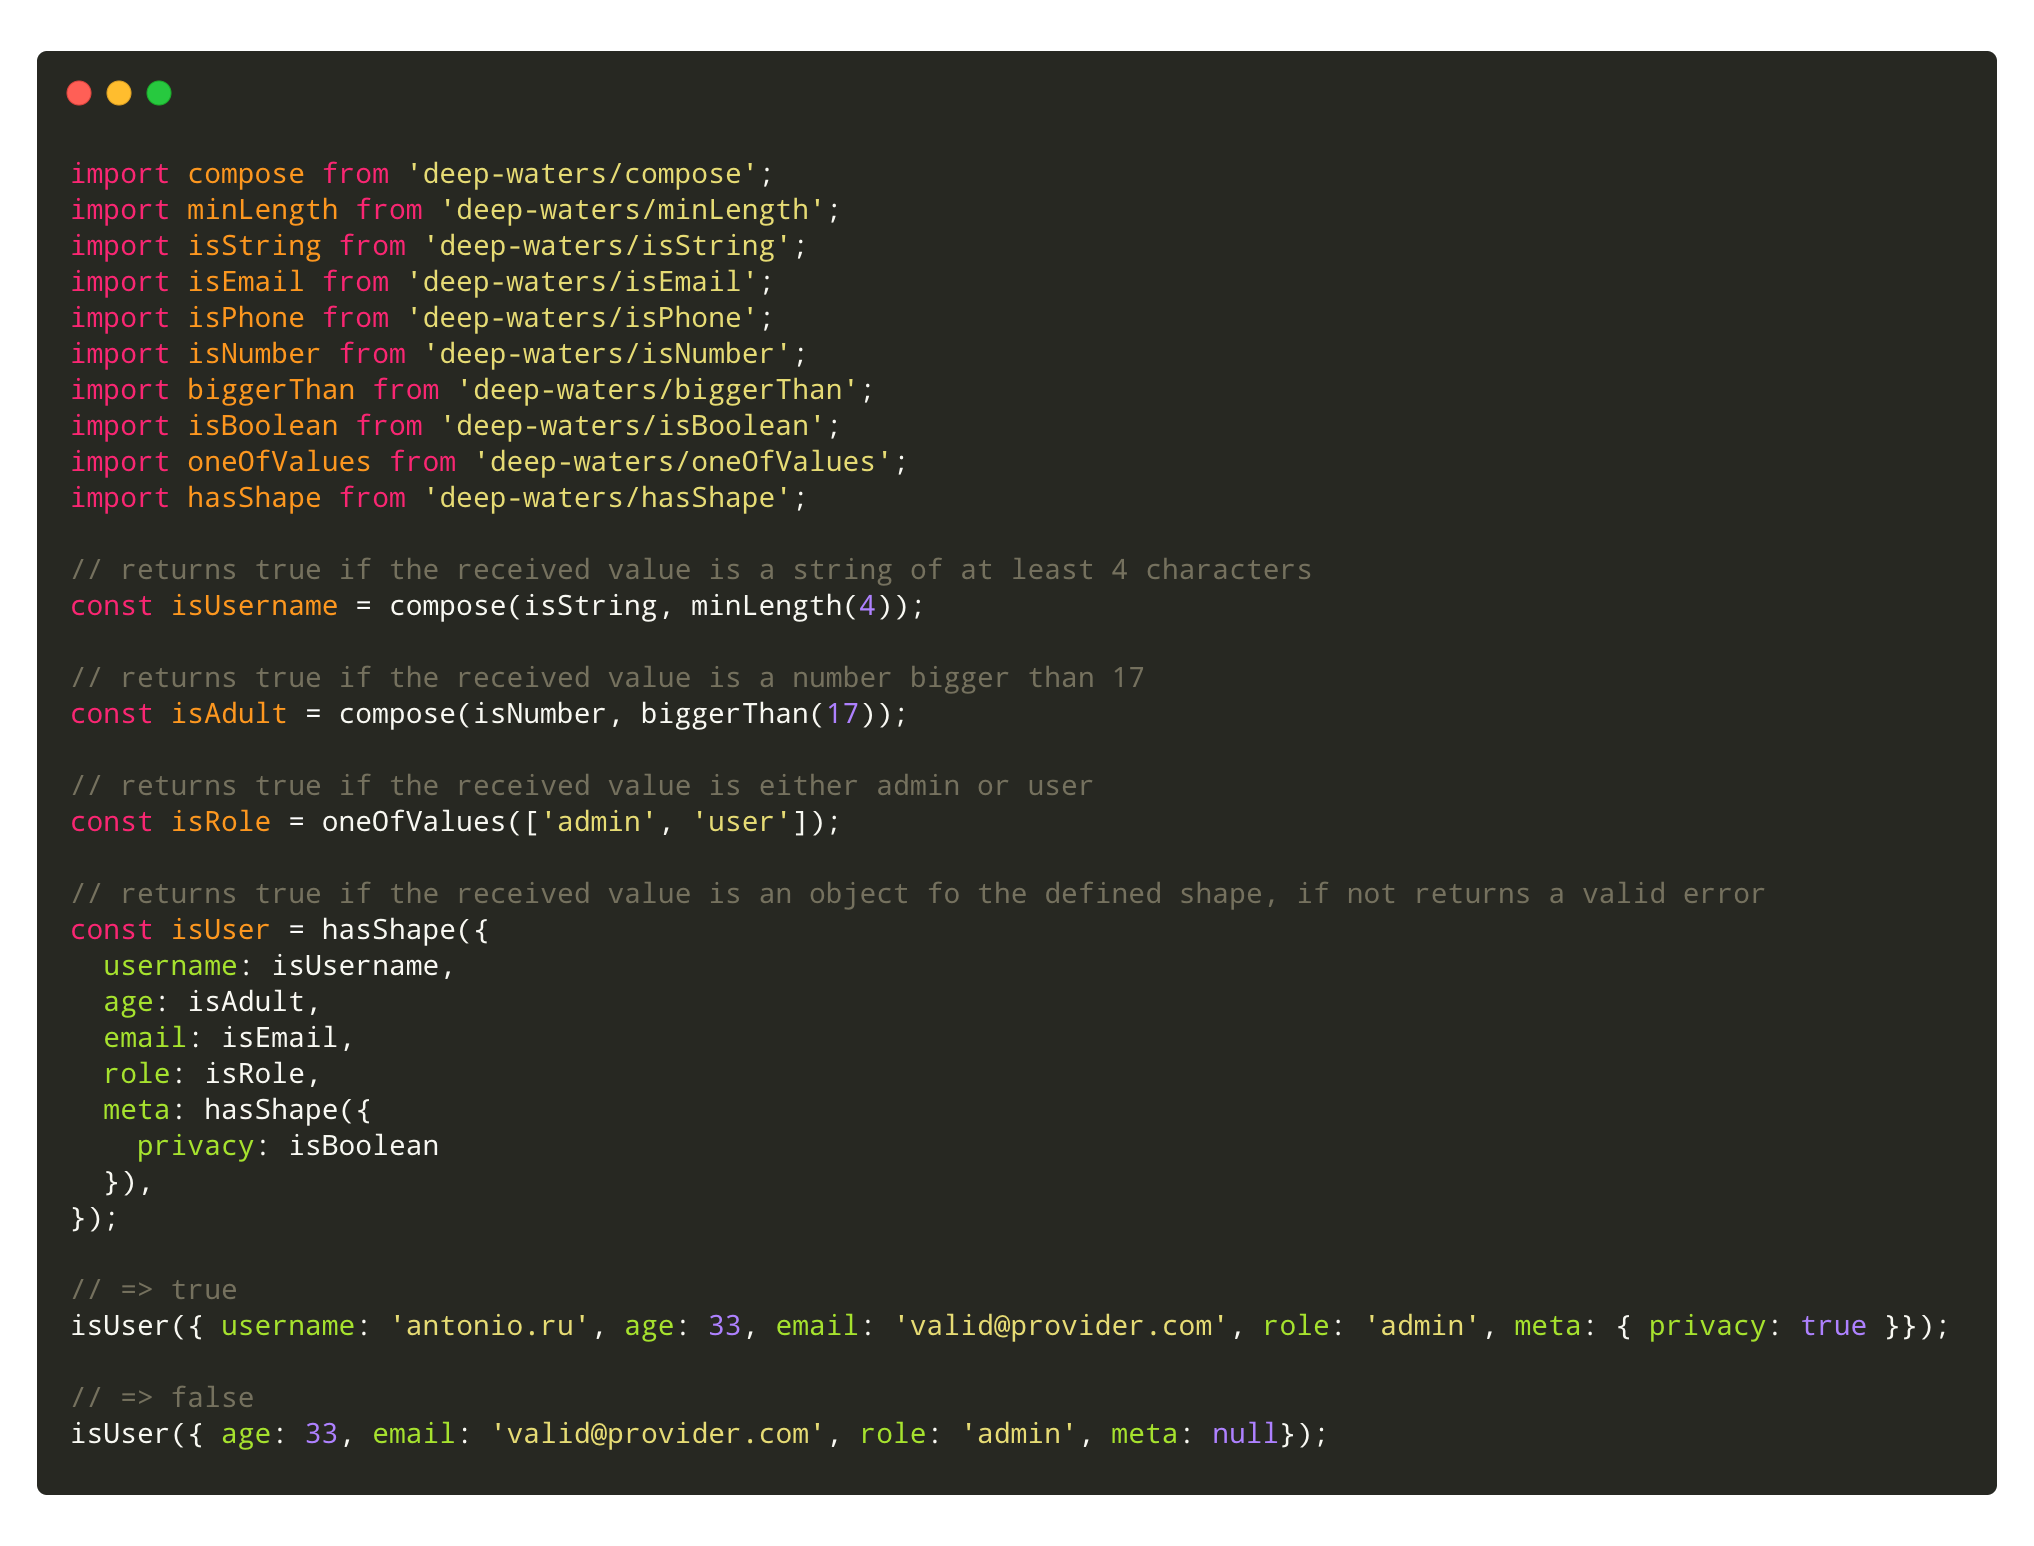 import compose from 'deep-waters/compose';
import minLength from 'deep-waters/minLength';
import isString from 'deep-waters/isString';
import isEmail from 'deep-waters/isEmail';
import isPhone from 'deep-waters/isPhone';
import isNumber from 'deep-waters/isNumber';
import biggerThan from 'deep-waters/biggerThan';
import isBoolean from 'deep-waters/isBoolean';
import oneOfValues from 'deep-waters/oneOfValues';
import hasShape from 'deep-waters/hasShape';

// returns true if the received value is a string of at least 4 characters
const isUsername = compose(isString, minLength(4));

// returns true if the received value is a number bigger than 17
const isAdult = compose(isNumber, biggerThan(17));

// returns true if the received value is either admin or user
const isRole = oneOfValues(['admin', 'user']);

// returns true if the received value is an object fo the defined shape, if not returns a valid error
const isUser = hasShape({
  username: isUsername,
  age: isAdult,
  email: isEmail,
  role: isRole,
  meta: hasShape({
    privacy: isBoolean
  }),
});

// => true
isUser({ username: 'antonio.ru', age: 33, email: 'valid@provider.com', role: 'admin', meta: { privacy: true }});

// => false
isUser({ age: 33, email: 'valid@provider.com', role: 'admin', meta: null});